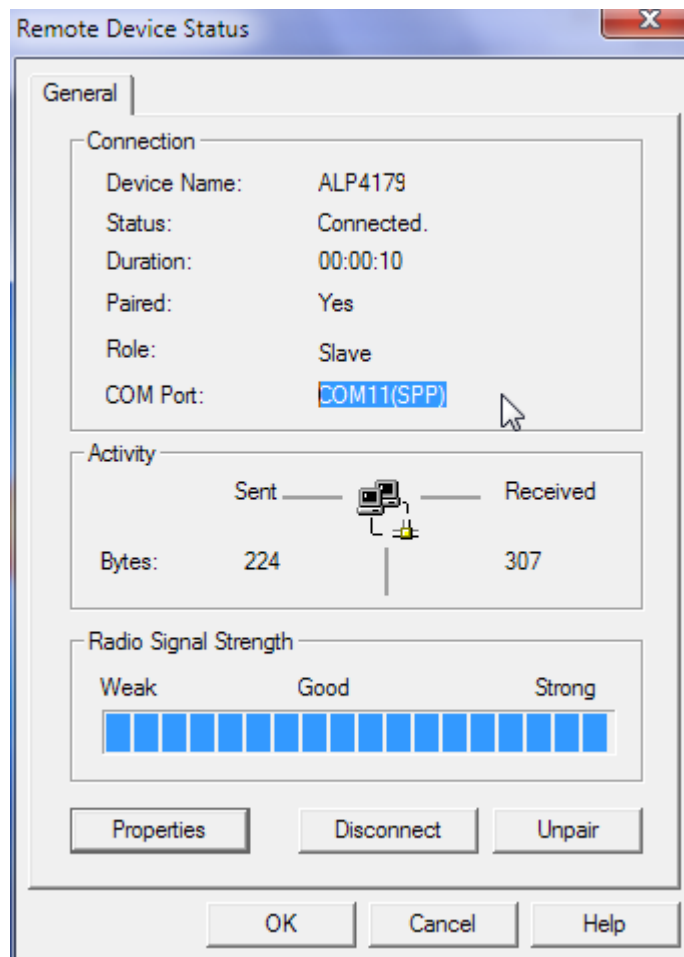 Remote Device Status
General
Connection
Device Name: ALP4179
Status: Connected.
Duration: 00:00:10
Paired: Yes
Role: Slave
COM Port: COM11(SPP)
Activity
Sent Received
Bytes: 224 307
Radio Signal Strength
Weak Good Strong
Properties Disconnect Unpair
OK Cancel Help